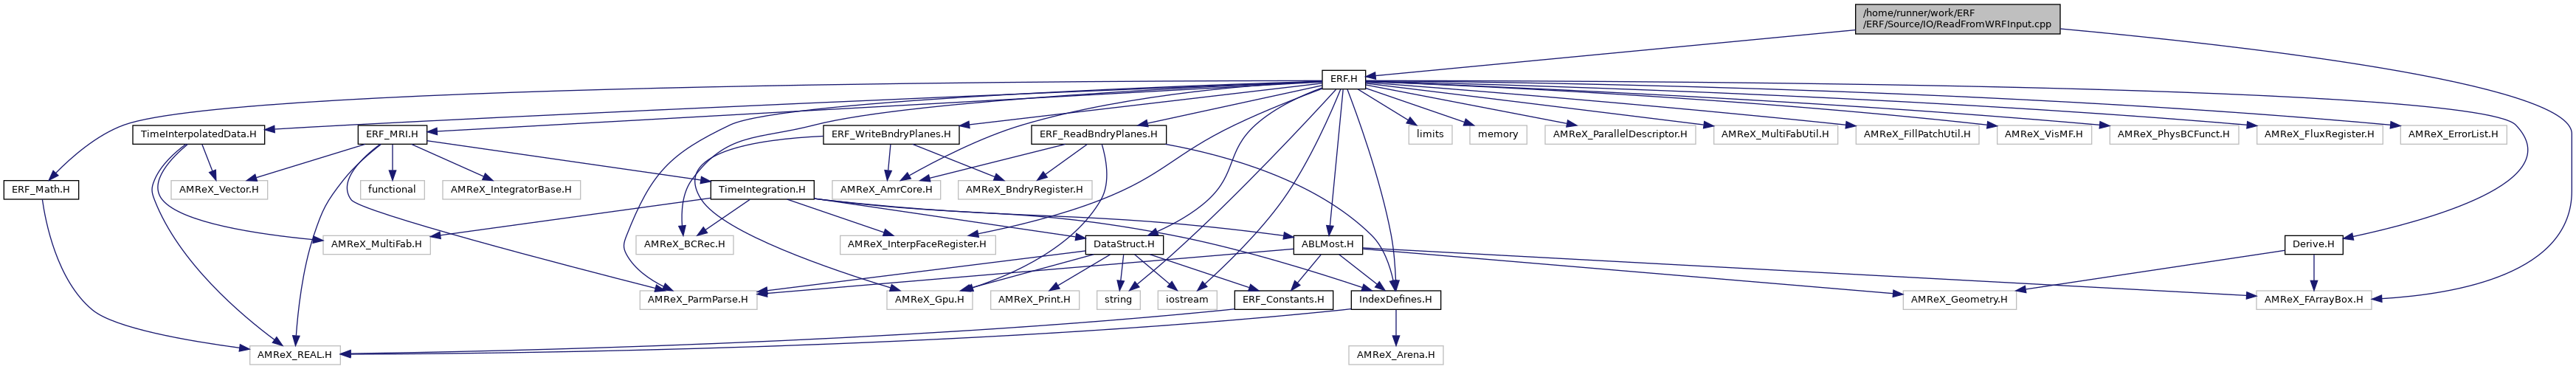 /home/runner/work/ERF
/ERF/Source/IO/ReadFromWRFInput.cpp
ERF.H
TimeInterpolatedData.H
ERF_MRI.H
ERF_WriteBndryPlanes.H
ERF_ReadBndryPlanes.H
limits
memory
AMReX_ParallelDescriptor.H
AMReX_MultiFabUtil.H
AMReX_FillPatchUtil.H
AMReX_VisMF.H
AMReX_PhysBCFunct.H
AMReX_FluxRegister.H
AMReX_ErrorList.H
ERF_Math.H
AMReX_Vector.H
functional
AMReX_IntegratorBase.H
TimeIntegration.H
AMReX_AmrCore.H
AMReX_BndryRegister.H
AMReX_MultiFab.H
AMReX_BCRec.H
AMReX_InterpFaceRegister.H
DataStruct.H
ABLMost.H
Derive.H
AMReX_ParmParse.H
AMReX_Gpu.H
AMReX_Print.H
string
iostream
ERF_Constants.H
IndexDefines.H
AMReX_Geometry.H
AMReX_FArrayBox.H
AMReX_REAL.H
AMReX_Arena.H